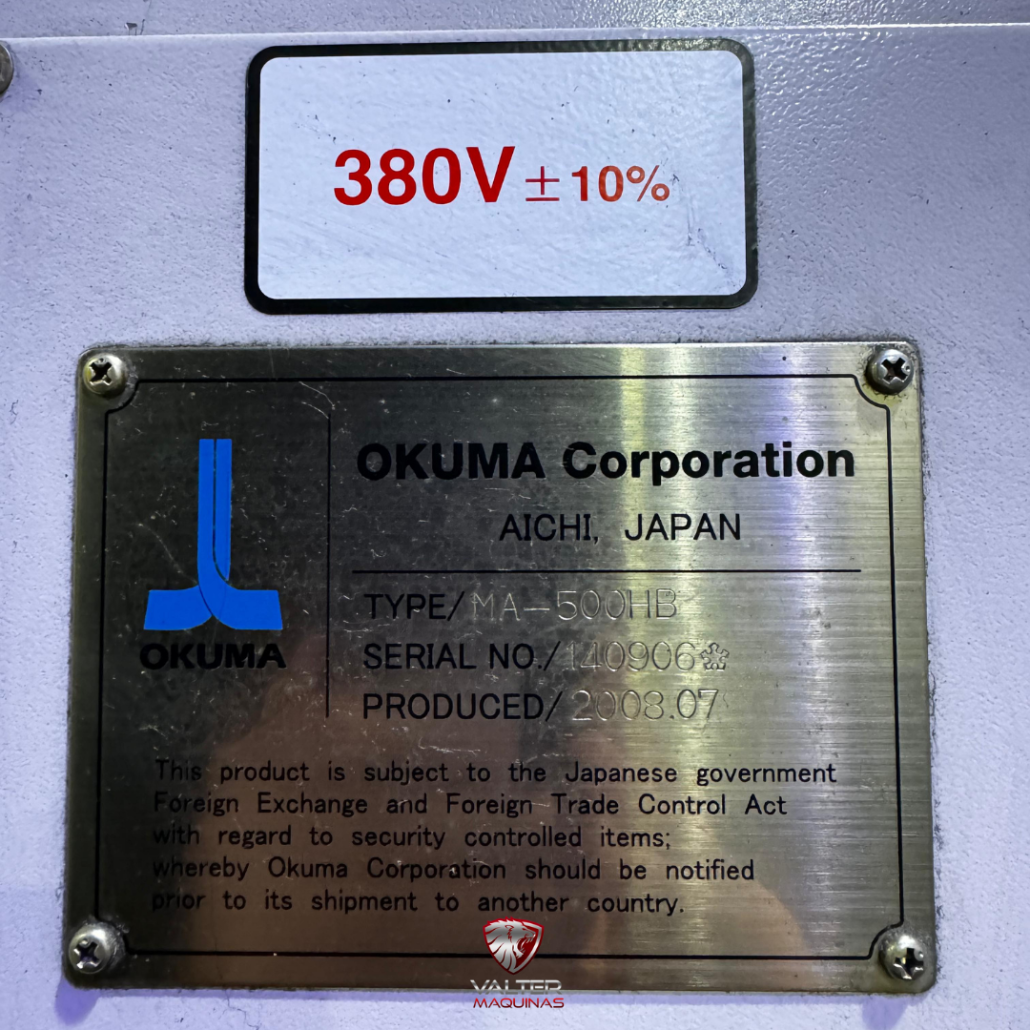 380V ± 10%
OKUMA Corporation
AICHI, JAPAN
TYPE/MA-500HB
SERIAL NO./140906*
PRODUCED/2008.07
OKUMA
This product is subject to the Japanese government
Foreign Exchange and Foreign Trade Control Act
with regard to security controlled items;
whereby Okuma Corporation should be notified
prior to its shipment to another country.
VALTER
MAQUINAS